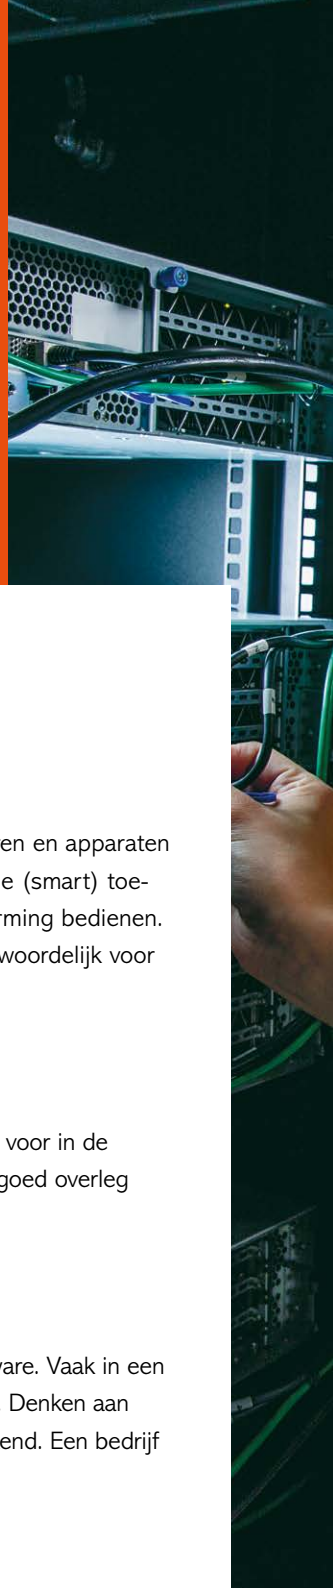 en en apparaten
e (smart) toe-
rming bedienen.
woordelijk voor
voor in de
goed overleg
are. Vaak in een
Denken aan
end. Een bedrijf